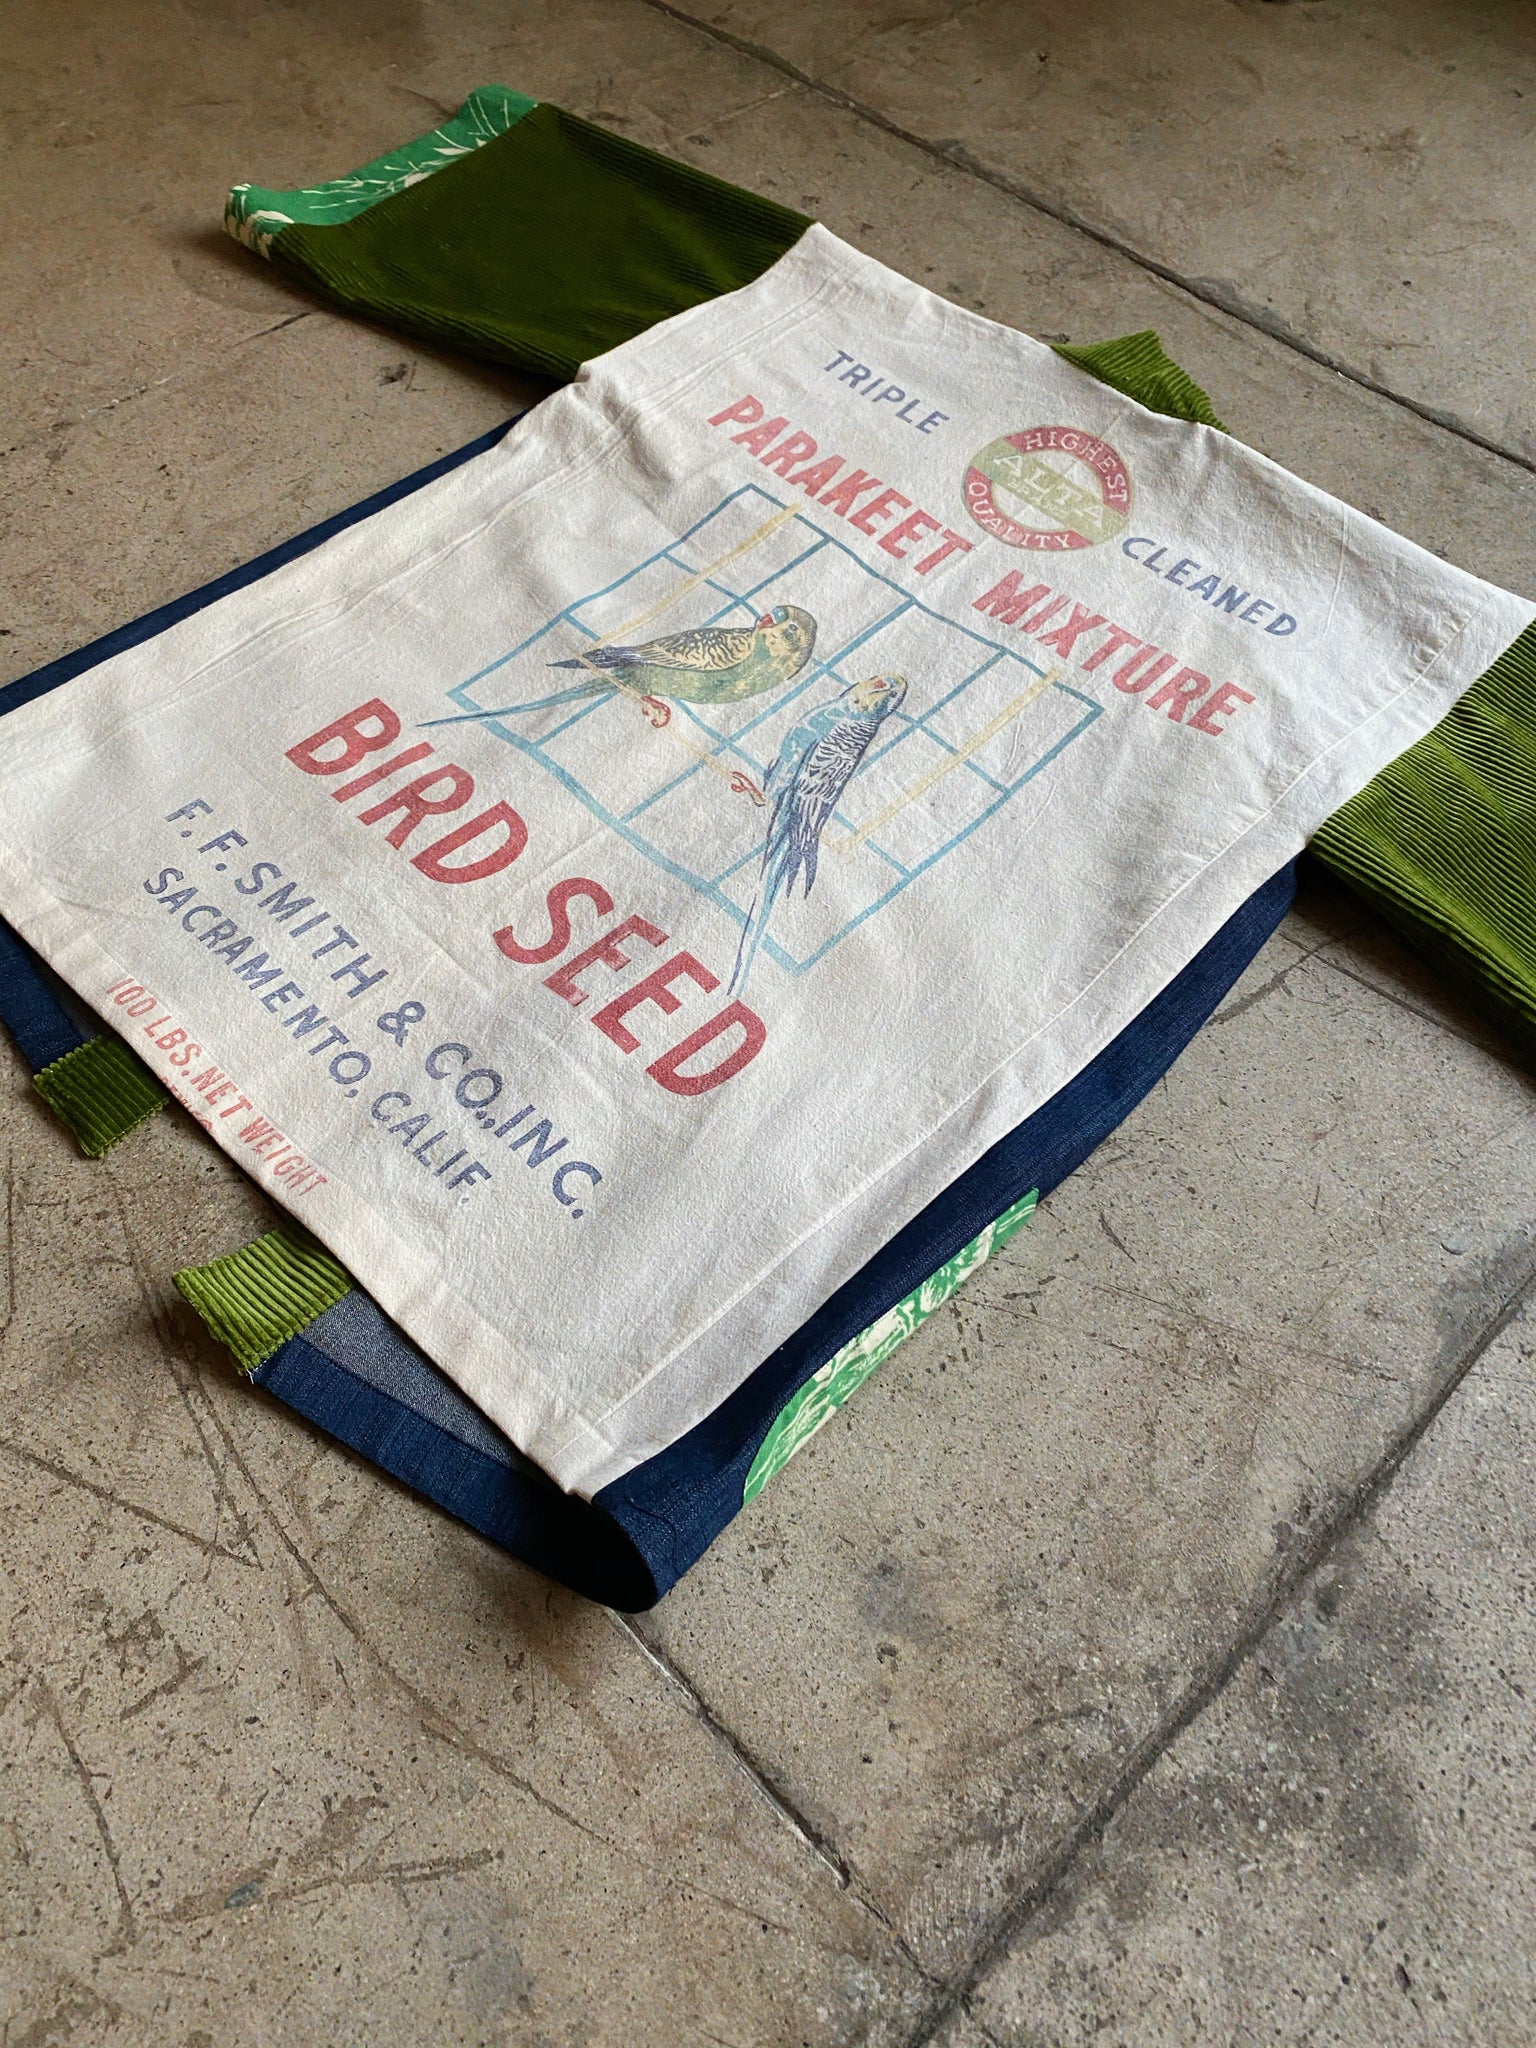 TRIPLE
HIGHEST
ALTA
QUALITY
CLEANED
PARAKEET MIXTURE
BIRD SEED
F. F. SMITH & CO., INC.
SACRAMENTO, CALIF.
100 LBS. NET WEIGHT